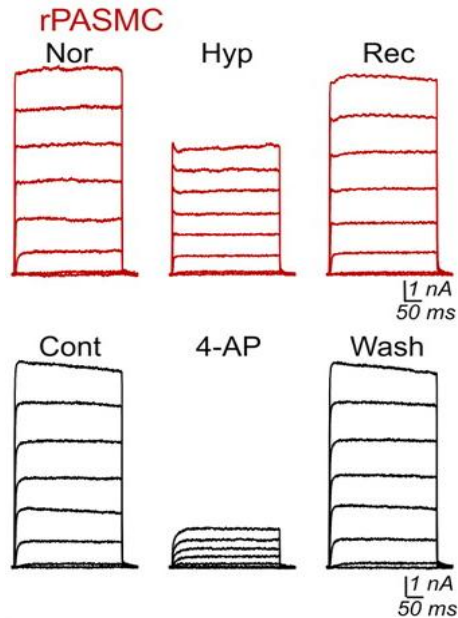 rPASMC
Nor Hyp Rec
1 nA
50 ms
Cont 4-AP Wash
1 nA
50 ms